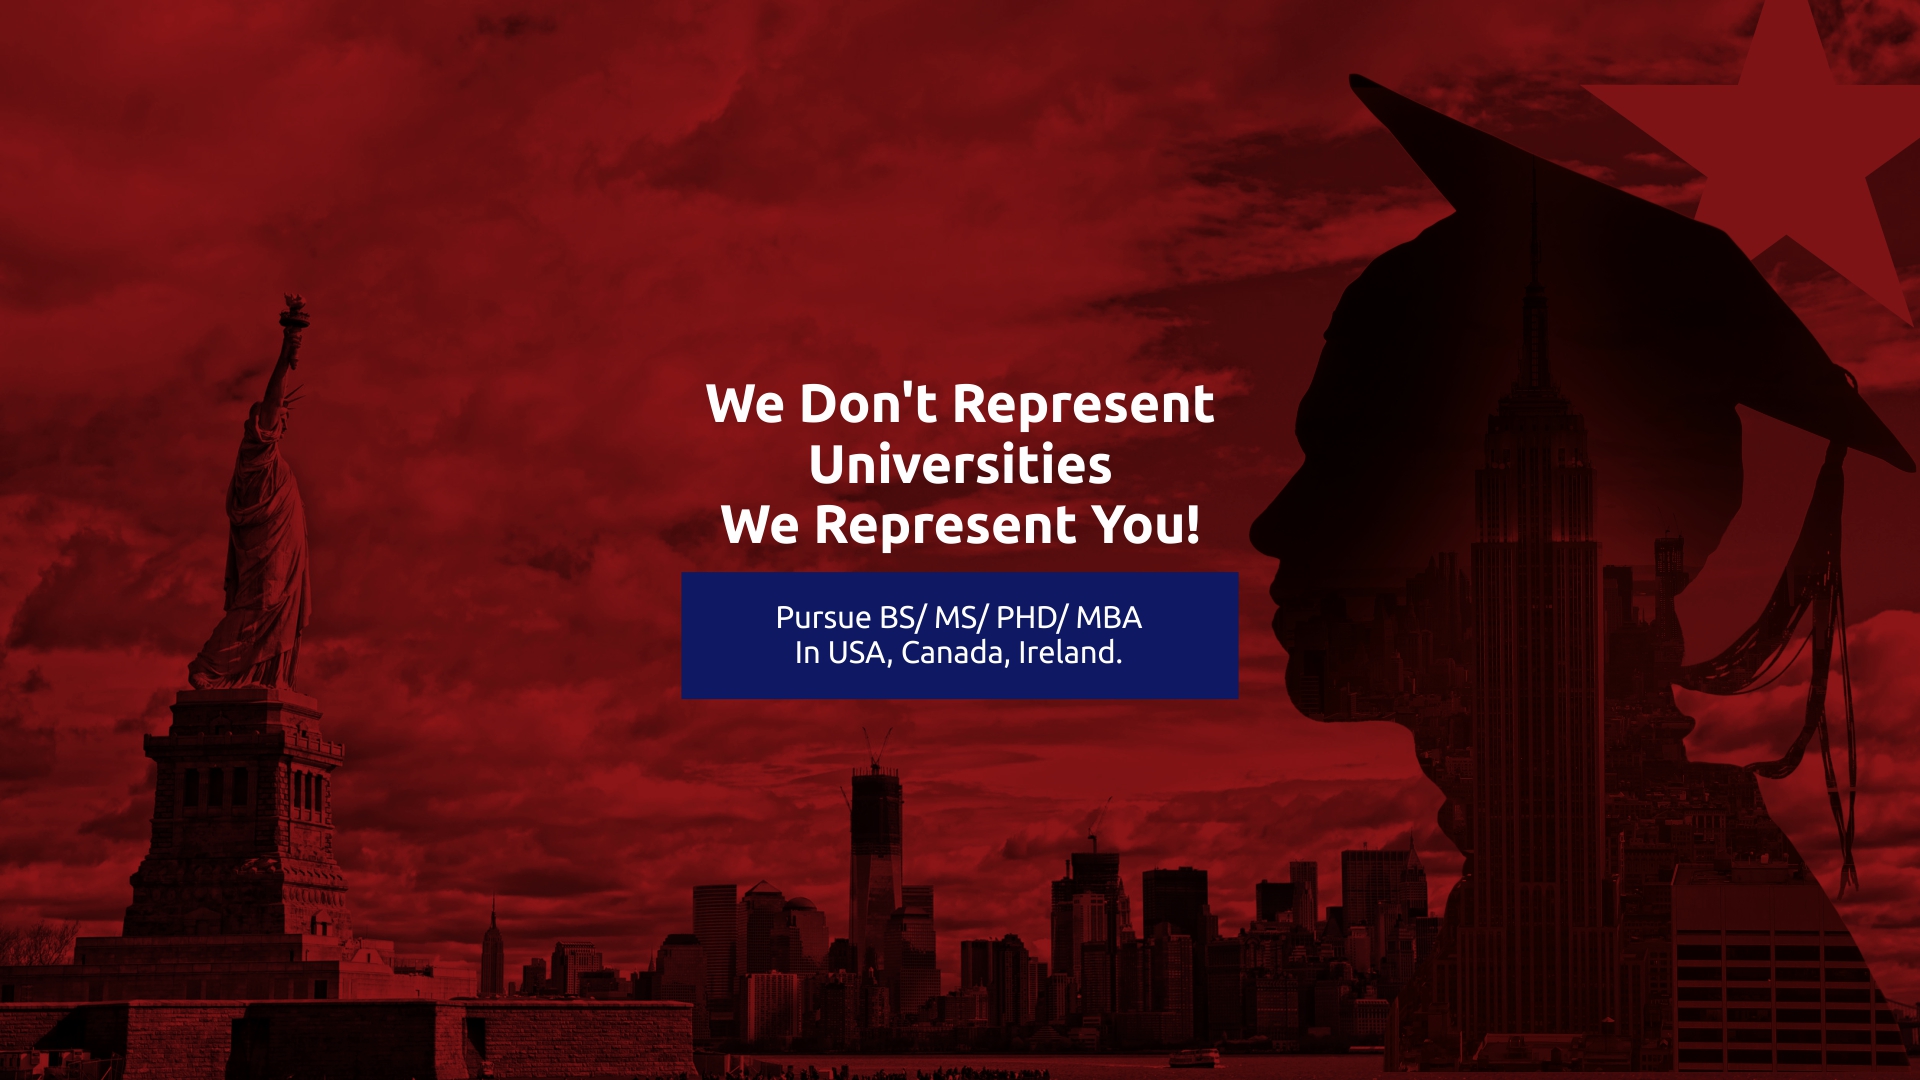 We Don't Represent
Universities
We Represent You!
Pursue BS/ MS/ PHD/ MBA
In USA, Canada, Ireland.